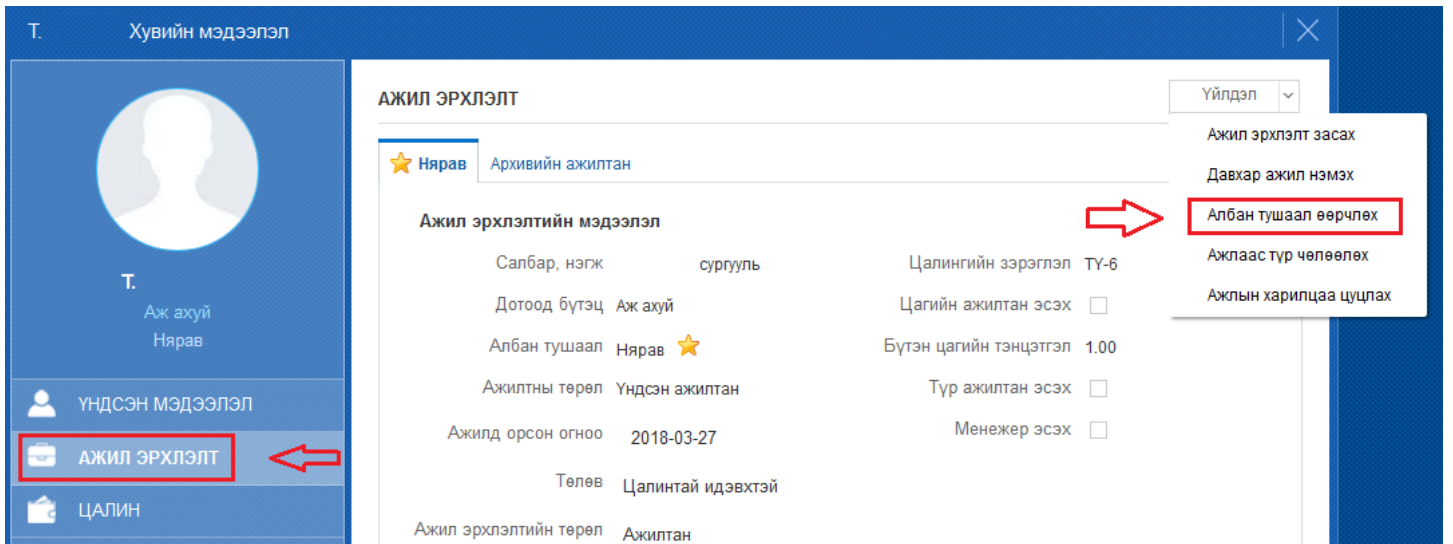 Т. Хувийн мэдээлэл
Т.
Аж ахуй
Нярав
ҮНДСЭН МЭДЭЭЛЭЛ
АЖИЛ ЭРХЛЭЛТ
ЦАЛИН
АЖИЛ ЭРХЛЭЛТ
Үйлдэл
Ажил эрхлэлт засах
Давхар ажил нэмэх
Албан тушаал өөрчлөх
Ажлаас түр чөлөөлөх
Ажлын харилцаа цуцлах
Нярав Архивийн ажилтан
Ажил эрхлэлтийн мэдээлэл
Салбар, нэгж сургууль Цалингийн зэрэглэл ТҮ-6
Дотоод бүтэц Аж ахуй Цагийн ажилтан эсэх
Албан тушаал Нярав Бүтэн цагийн тэнцэтгэл 1.00
Ажилтны төрөл Үндсэн ажилтан Түр ажилтан эсэх
Ажилд орсон огноо 2018-03-27 Менежер эсэх
Төлөв Цалинтай идэвхтэй
Ажил эрхлэлтийн төрөл Ажилтан